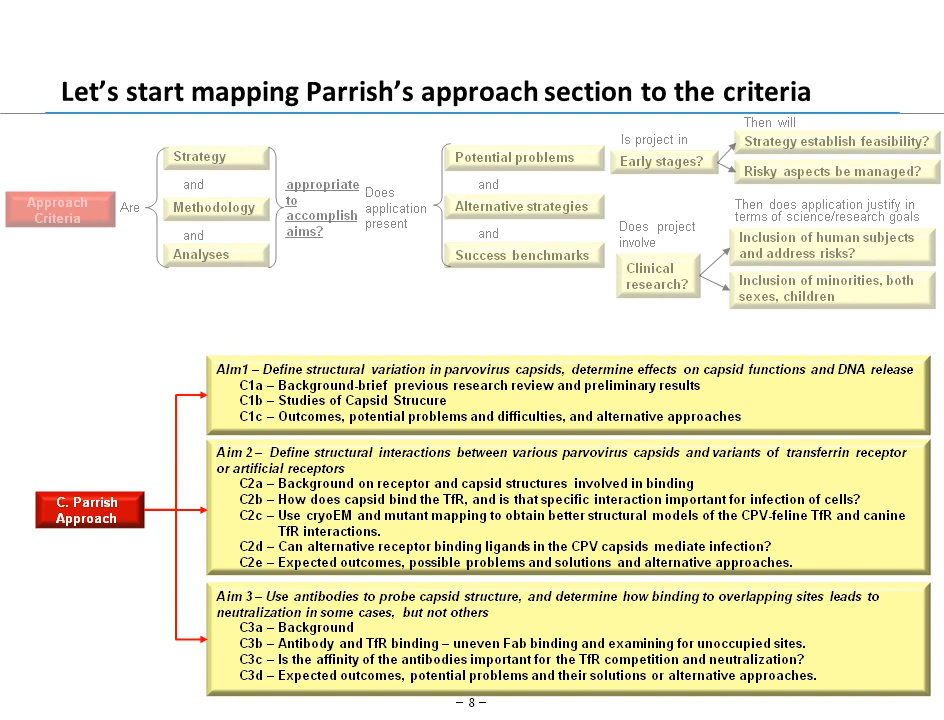 Let's start mapping Parrish's approach section to the criteria
Approach
Criteria
Are
Strategy
and
Methodology
and
Analyses
appropriate
to
accomplish
aims?
Does
application
present
Potential problems
and
Alternative strategies
and
Success benchmarks
Is project in
Early stages?
Then will
Strategy establish feasibility?
Risky aspects be managed?
Does project
involve
Clinical
research?
Then does application justify in
terms of science/research goals
Inclusion of human subjects
and address risks?
Inclusion of minorities, both
sexes, children
C. Parrish
Approach
AIm1 – Define structural variation in parvovirus capsids, determine effects on capsid functions and DNA release
C1a – Background-brief previous research review and preliminary results
C1b – Studies of Capsid Strucure
C1c – Outcomes, potential problems and difficulties, and alternative approaches
Aim 2 – Define structural interactions between various parvovirus capsids and variants of transferrin receptor
or artificial receptors
C2a – Background on receptor and capsid structures involved in binding
C2b – How does capsid bind the TfR, and is that specific interaction important for infection of cells?
C2c – Use cryoEM and mutant mapping to obtain better structural models of the CPV-feline TfR and canine
TfR interactions.
C2d – Can alternative receptor binding ligands in the CPV capsids mediate infection?
C2e – Expected outcomes, possible problems and solutions and alternative approaches.
Aim 3 – Use antibodies to probe capsid structure, and determine how binding to overlapping sites leads to
neutralization in some cases, but not others
C3a – Background
C3b – Antibody and TfR binding – uneven Fab binding and examining for unoccupied sites.
C3c – Is the affinity of the antibodies important for the TfR competition and neutralization?
C3d – Expected outcomes, potential problems and their solutions or alternative approaches.
– 8 –